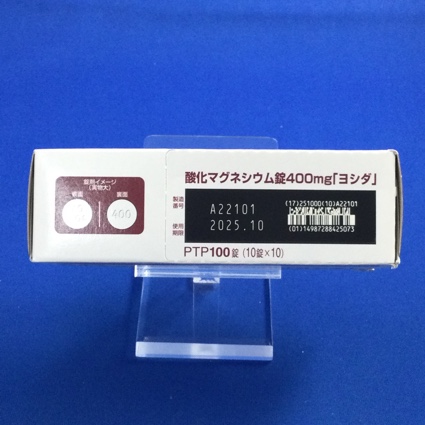 錠剤イメージ
(実物大)
表面 裏面
400
酸化マグネシウム錠400mg「ヨシダ」
製造番号 A22101
使用期限 2025.10
(17)251000(10)A22101
(01)14987288425073
PTP100錠 (10錠×10)